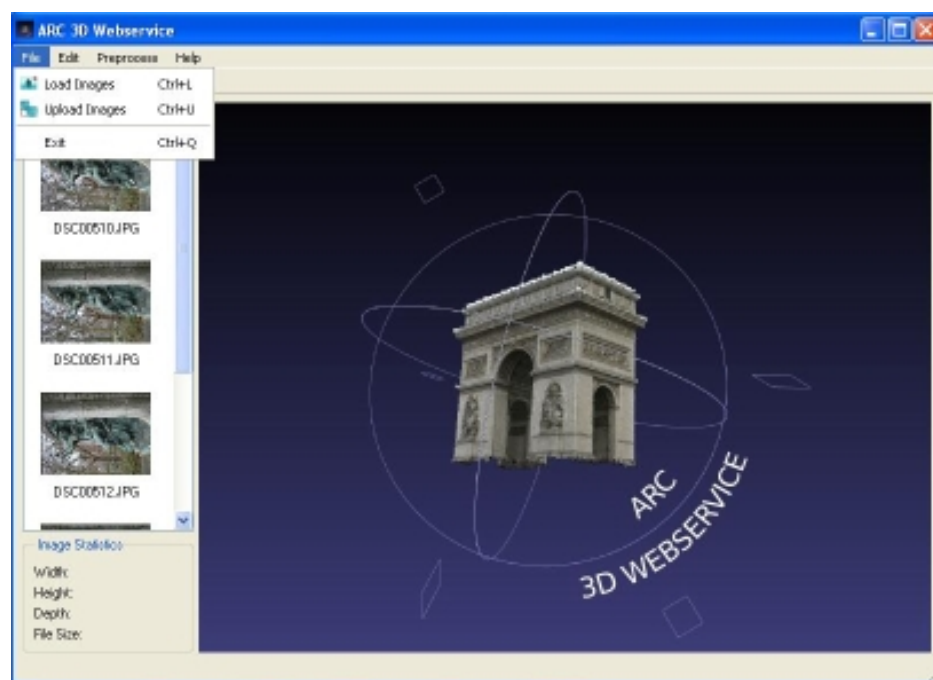 ARC 3D Webservice
File Edit Preprocess Help
Load Images Ctrl+L
Upload Images Ctrl+U
Exit Ctrl+Q
DSC00510.JPG
DSC00511.JPG
DSC00512.JPG
Image Statistics
Width:
Height:
Depth:
File Size:
ARC
3D WEBSERVICE